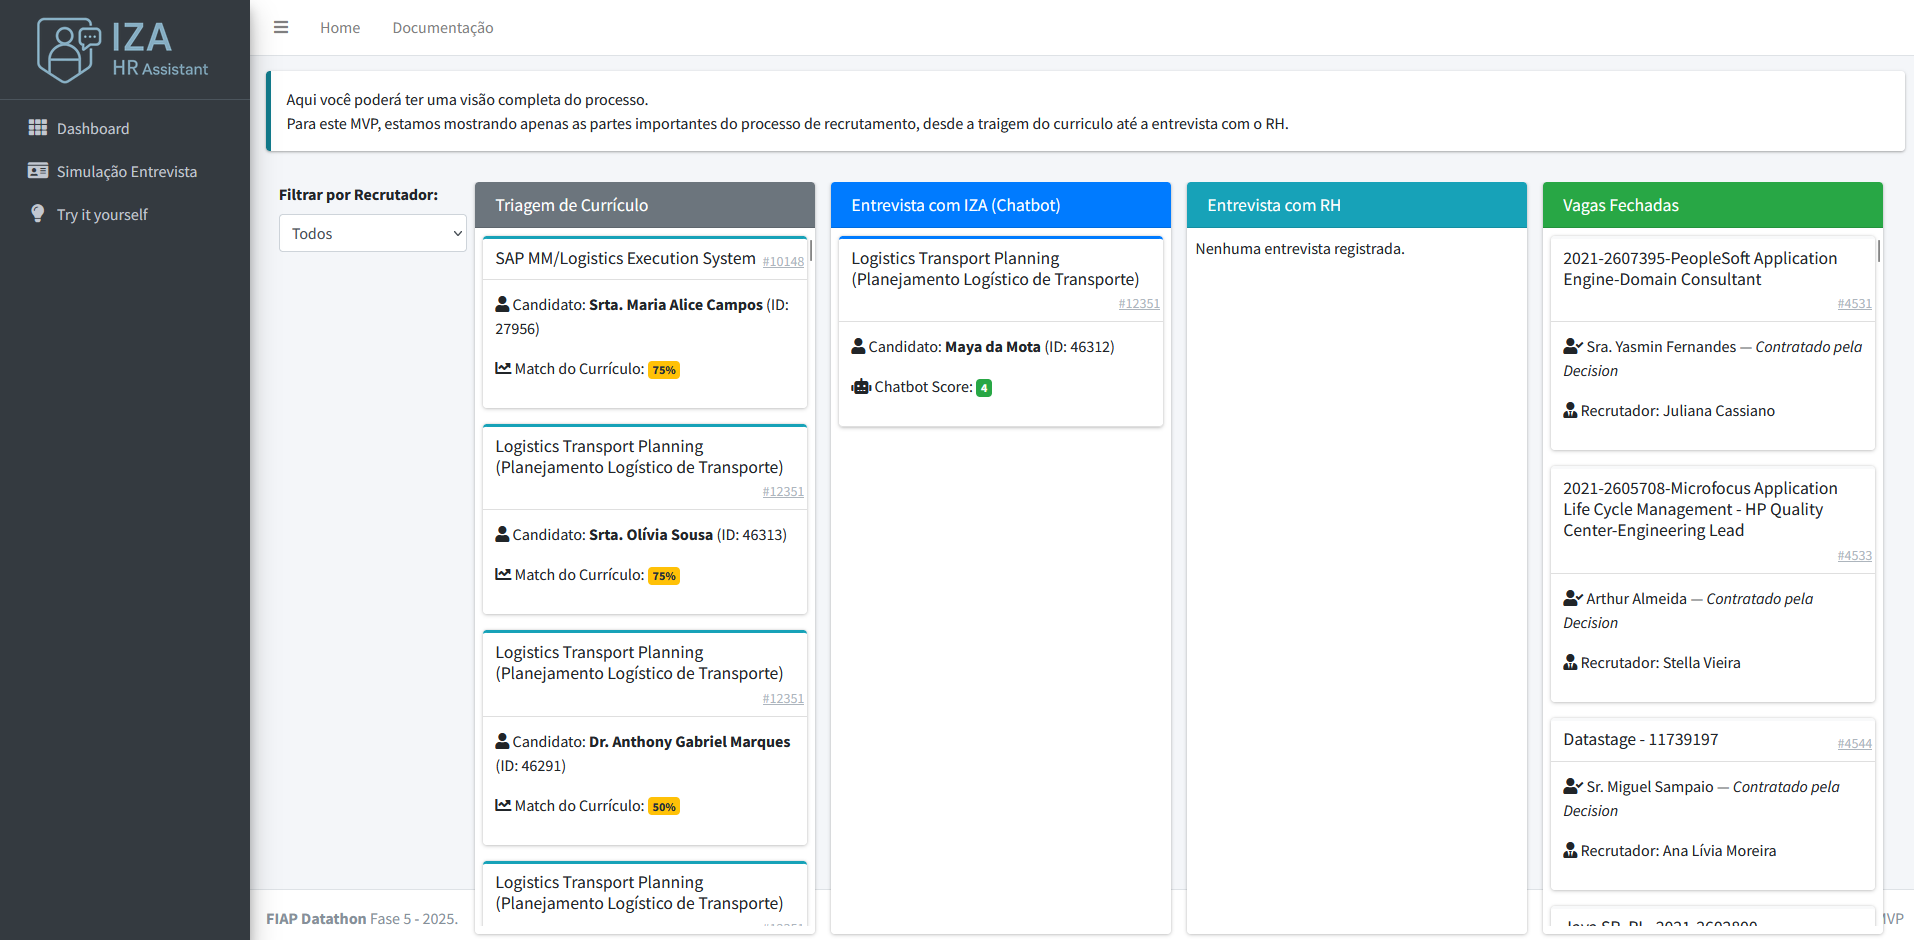 IZA
HR Assistant
Dashboard
Simulação Entrevista
Try it yourself
Home
Documentação
Aqui você poderá ter uma visão completa do processo.
Para este MVP, estamos mostrando apenas as partes importantes do processo de recrutamento, desde a traigem do curriculo até a entrevista com o RH.
Filtrar por Recrutador:
Todos
Triagem de Currículo
SAP MM/Logistics Execution System
#10148
Candidato: Srta. Maria Alice Campos (ID:
27956)
Match do Currículo: 75%
Logistics Transport Planning
(Planejamento Logístico de Transporte)
#12351
Candidato: Srta. Olívia Sousa (ID: 46313)
Match do Currículo: 75%
Logistics Transport Planning
(Planejamento Logístico de Transporte)
#12351
Candidato: Dr. Anthony Gabriel Marques
(ID: 46291)
Match do Currículo: 50%
Logistics Transport Planning
(Planejamento Logístico de Transporte)
Entrevista com IZA (Chatbot)
Logistics Transport Planning
(Planejamento Logístico de Transporte)
#12351
Candidato: Maya da Mota (ID: 46312)
Chatbot Score: 4
Entrevista com RH
Nenhuma entrevista registrada.
Vagas Fechadas
2021-2607395-PeopleSoft Application
Engine-Domain Consultant
#4531
Sra. Yasmin Fernandes — Contratado pela
Decision
Recrutador: Juliana Cassiano
2021-2605708-Microfocus Application
Life Cycle Management - HP Quality
Center-Engineering Lead
#4533
Arthur Almeida — Contratado pela
Decision
Recrutador: Stella Vieira
Datastage - 11739197
#4544
Sr. Miguel Sampaio — Contratado pela
Decision
Recrutador: Ana Lívia Moreira
FIAP Datathon Fase 5 - 2025.